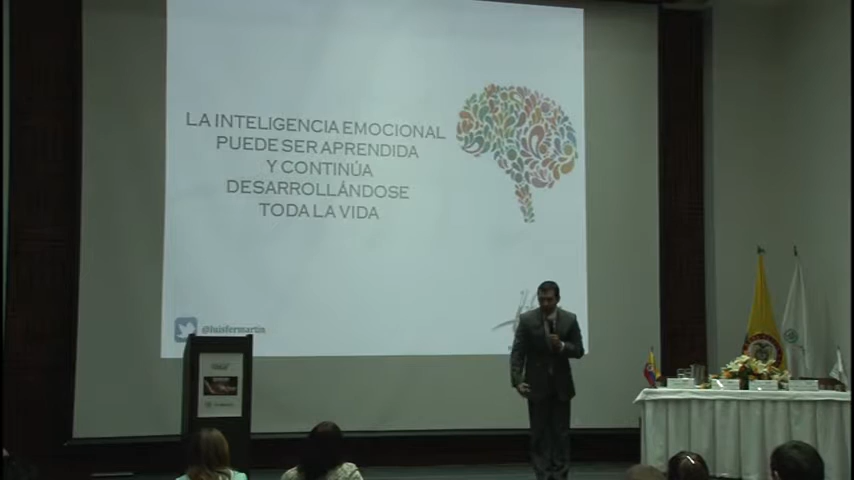 LA INTELIGENCIA EMOCIONAL
PUEDE SER APRENDIDA
Y CONTINÚA
DESARROLLÁNDOSE
TODA LA VIDA
@luisfermartin